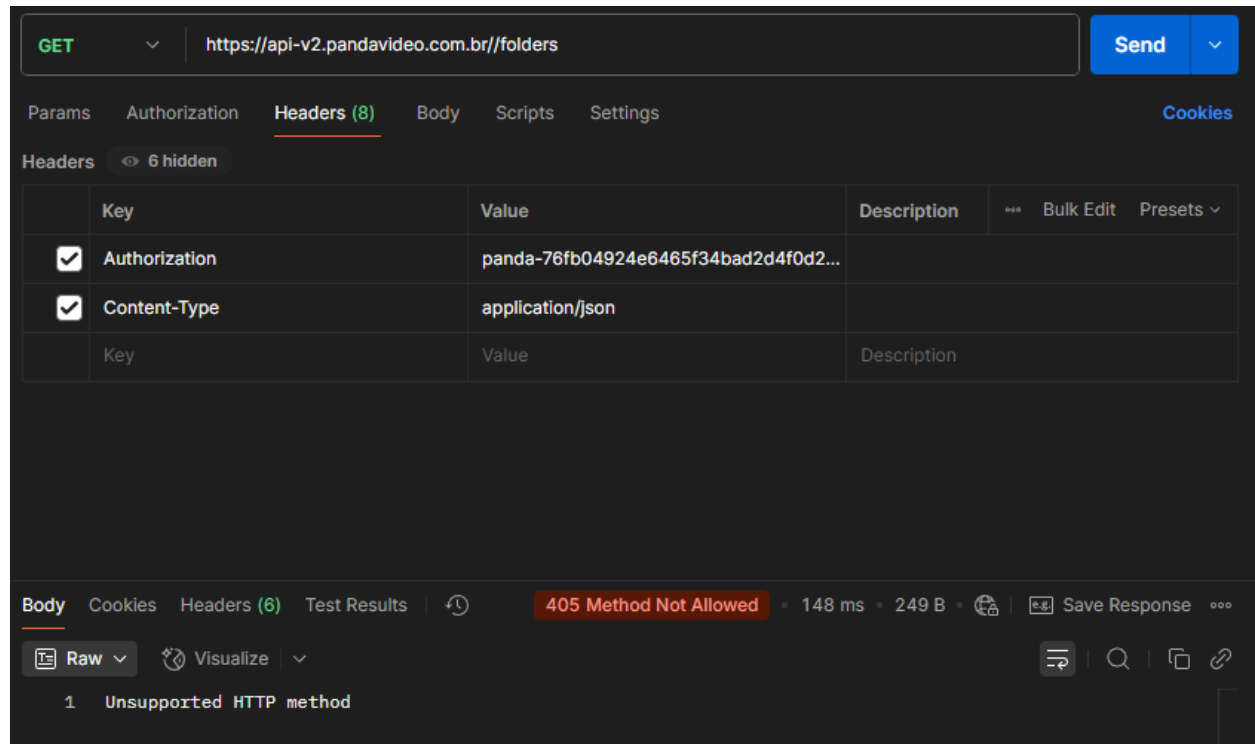 GET https://api-v2.pandavideo.com.br//folders Send
Params Authorization Headers (8) Body Scripts Settings Cookies
Headers 6 hidden
Key Value Description Bulk Edit Presets
Authorization panda-76fb04924e6465f34bad2d4f0d2...
Content-Type application/json
Key Value Description
Body Cookies Headers (6) Test Results 405 Method Not Allowed 148 ms 249 B e.g. Save Response
Raw Visualize
1 Unsupported HTTP method